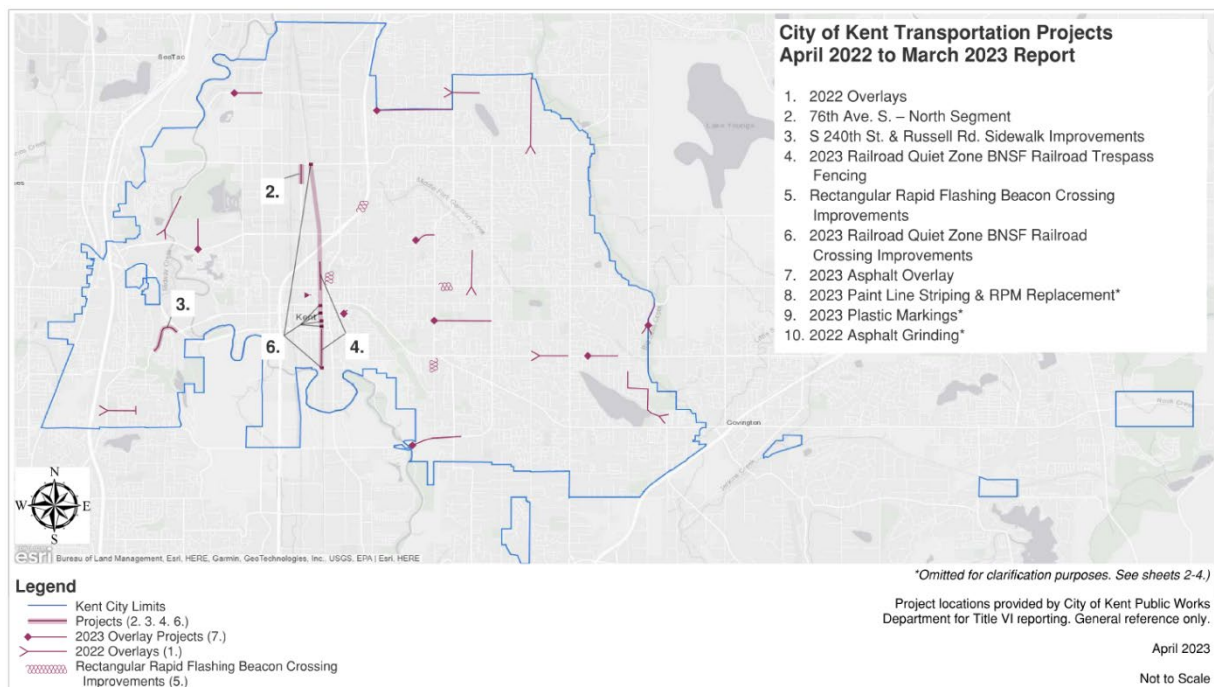 City of Kent Transportation Projects
April 2022 to March 2023 Report
1. 2022 Overlays
2. 76th Ave. S. – North Segment
3. S 240th St. & Russell Rd. Sidewalk Improvements
4. 2023 Railroad Quiet Zone BNSF Railroad Trespass
Fencing
5. Rectangular Rapid Flashing Beacon Crossing
Improvements
6. 2023 Railroad Quiet Zone BNSF Railroad
Crossing Improvements
7. 2023 Asphalt Overlay
8. 2023 Paint Line Striping & RPM Replacement*
9. 2023 Plastic Markings*
10. 2022 Asphalt Grinding*
SeaTac
2.
3.
Kent
6.
4.
Covington
N
W
E
S
esri
Bureau of Land Management, Esri, HERE, Garmin, GeoTechnologies, Inc., USGS, EPA | Esri, HERE
Legend
Kent City Limits
Projects (2. 3. 4. 6.)
2023 Overlay Projects (7.)
2022 Overlays (1.)
Rectangular Rapid Flashing Beacon Crossing
Improvements (5.)
*Omitted for clarification purposes. See sheets 2-4.)
Project locations provided by City of Kent Public Works
Department for Title VI reporting. General reference only.
April 2023
Not to Scale